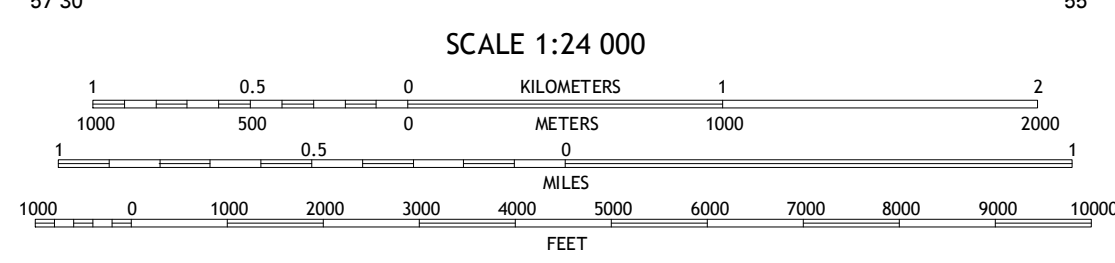 57'30" 55'
SCALE 1:24 000
1 0.5 0 KILOMETERS 1 2
1000 500 0 METERS 1000 2000
1 0.5 0 1
MILES
1000 0 1000 2000 3000 4000 5000 6000 7000 8000 9000 10000
FEET